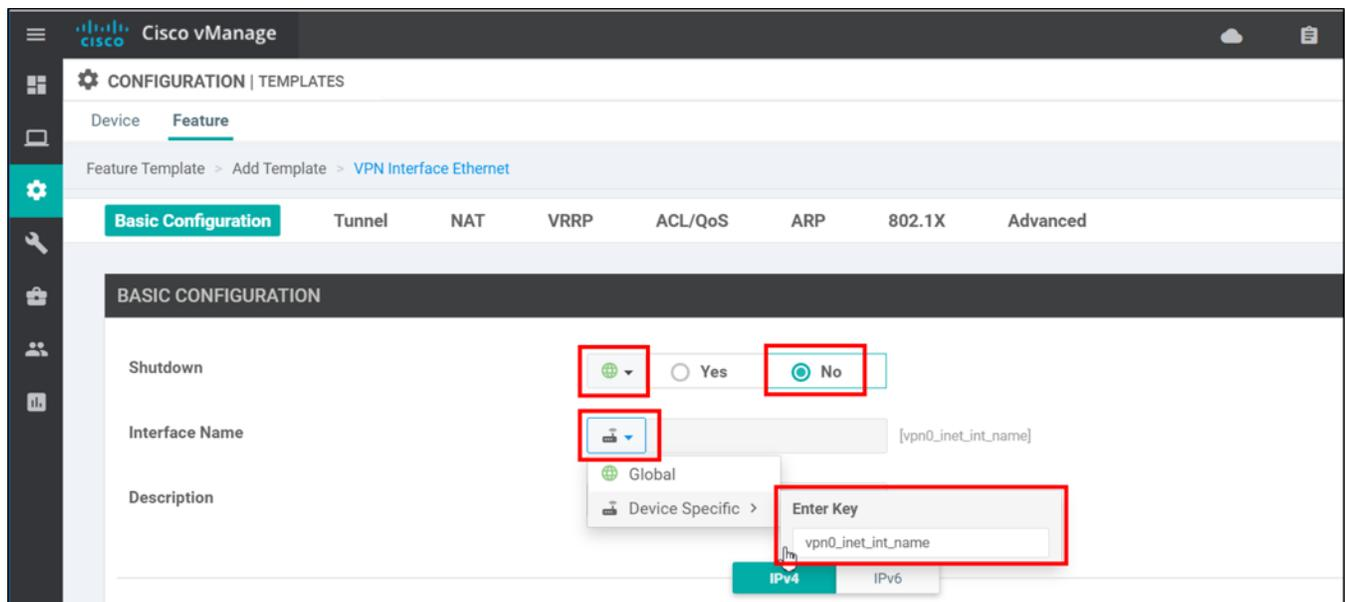 CISCO Cisco vManage
CONFIGURATION | TEMPLATES
Device Feature
Feature Template > Add Template > VPN Interface Ethernet
Basic Configuration Tunnel NAT VRRP ACL/QoS ARP 802.1X Advanced
BASIC CONFIGURATION
Shutdown Yes No
Interface Name [vpn0_inet_int_name]
Global
Description Device Specific > Enter Key
vpn0_inet_int_name
IPv4 IPv6